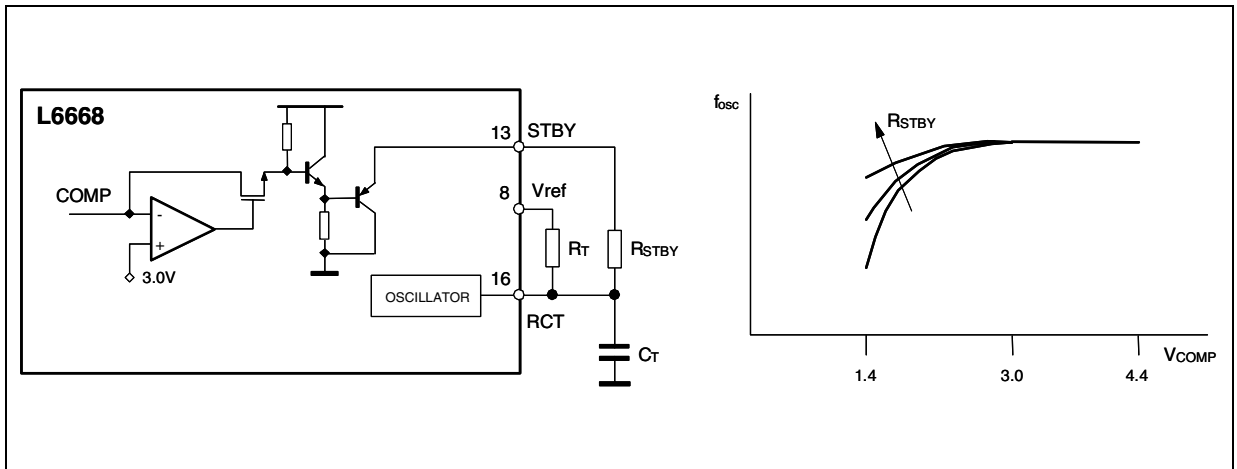 L6668
13 STBY
COMP
8 Vref
-
+
3.0V
RT
RSTBY
16
OSCILLATOR
RCT
CT
fosc
RSTBY
1.4
3.0
4.4
VCOMP